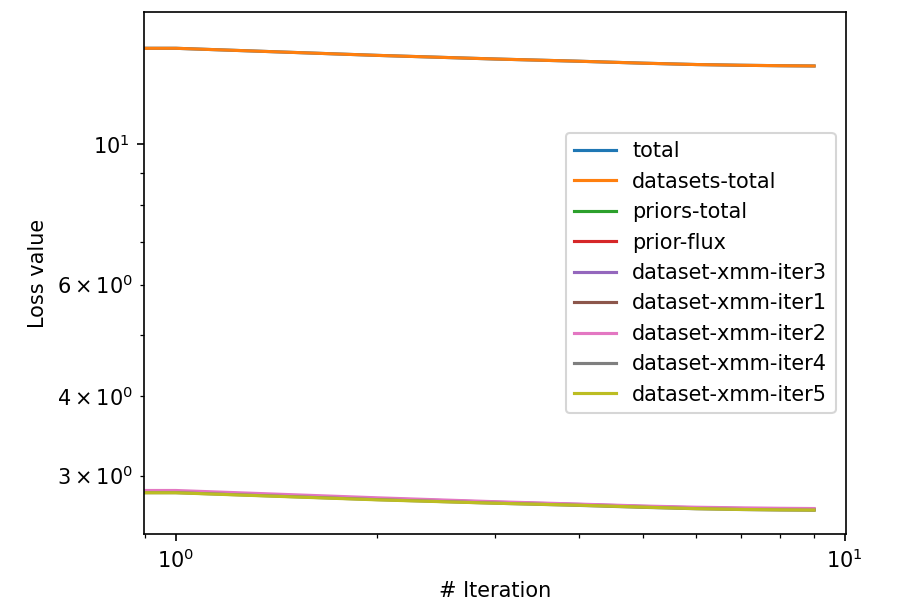 10¹
6 × 10⁰
4 × 10⁰
3 × 10⁰
Loss value
total
datasets-total
priors-total
prior-flux
dataset-xmm-iter3
dataset-xmm-iter1
dataset-xmm-iter2
dataset-xmm-iter4
dataset-xmm-iter5
10⁰
10¹
# Iteration